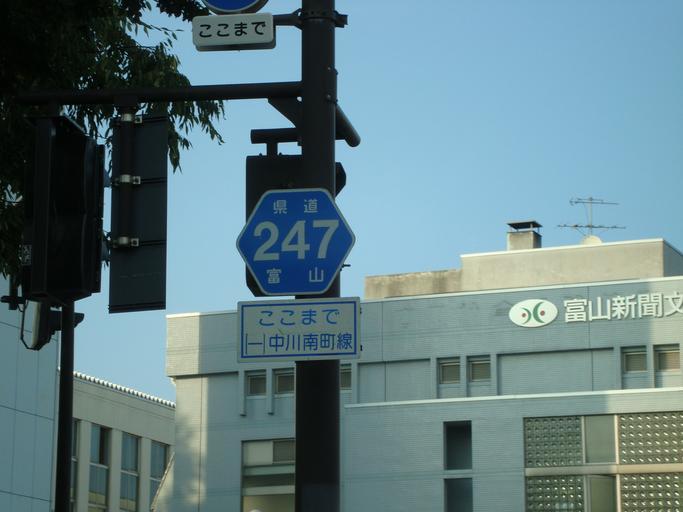 ここまで
県道
247
富山
ここまで
(一)中川南町線
富山新聞文